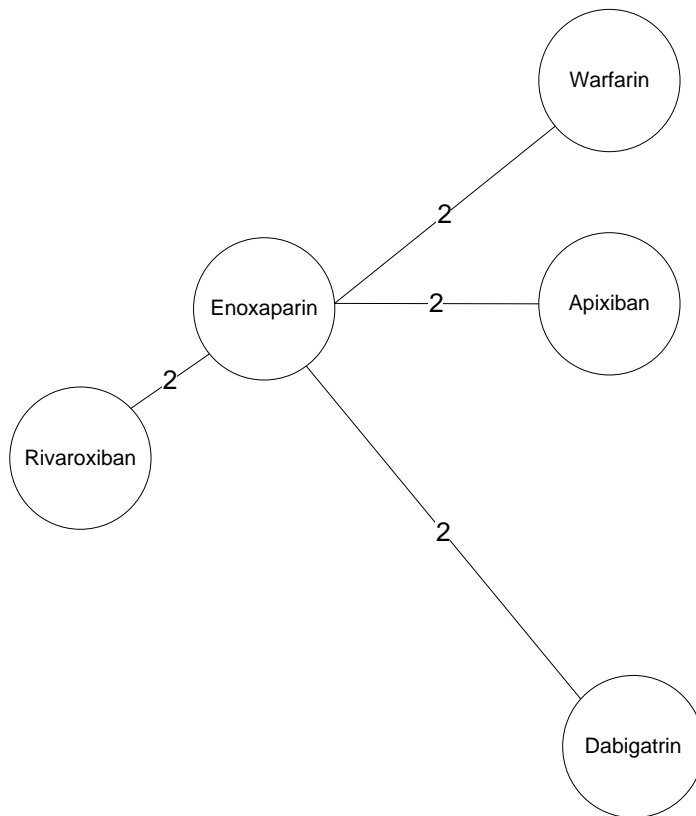 Warfarin
2
Enoxaparin
2
Apixiban
2
Rivaroxiban
2
Dabigatrin